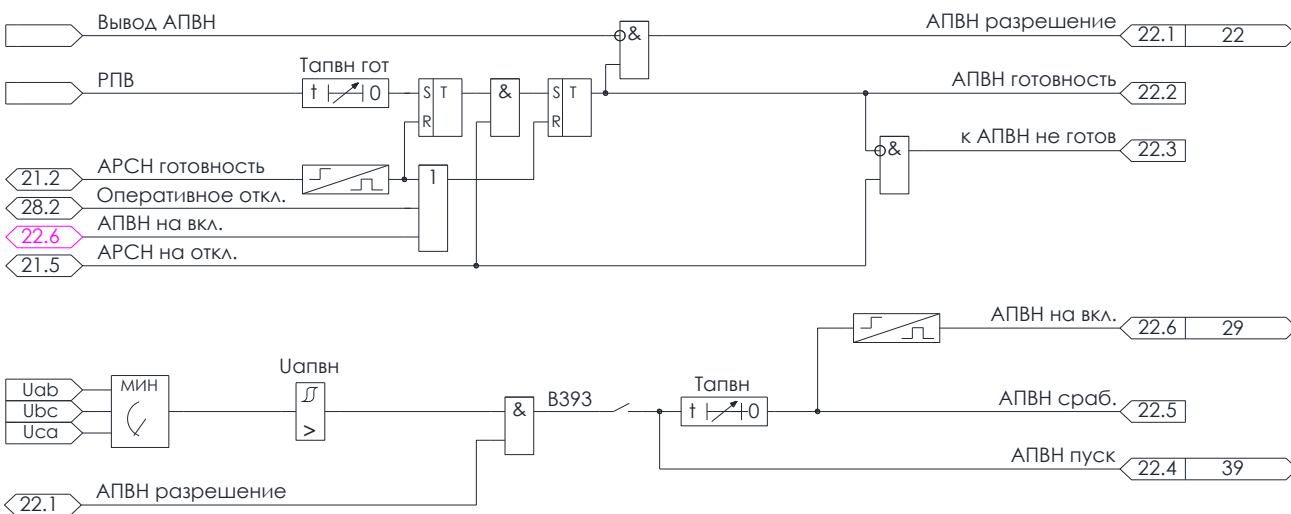 Вывод АПВН
& АПВН разрешение 22.1 22
РПВ
Тапвн гот
t 0
S T
R
&
S T
R
АПВН готовность 22.2
& к АПВН не готов 22.3
21.2 АРСН готовность
1
28.2 Оперативное откл.
22.6 АПВН на вкл.
21.5 АРСН на откл.
АПВН на вкл. 22.6 29
Uab
Ubc
Uca
МИН
Uапвн
>
&
В393
Тапвн
t 0
АПВН сраб. 22.5
АПВН пуск 22.4 39
22.1 АПВН разрешение